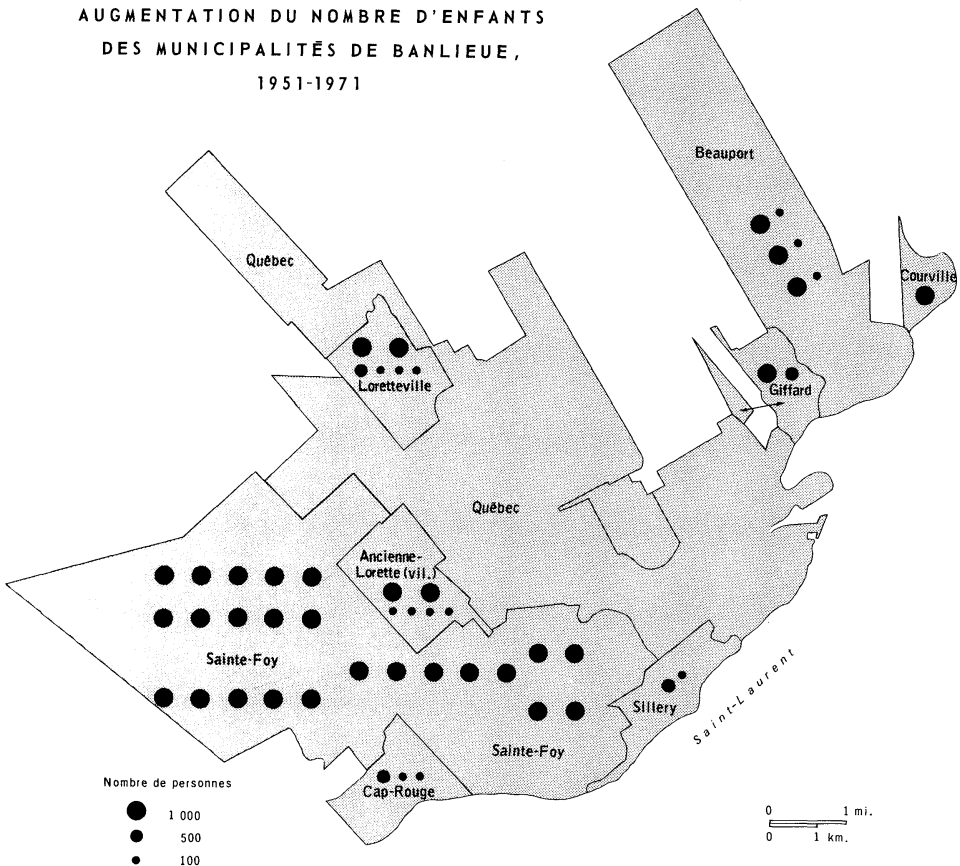 AUGMENTATION DU NOMBRE D'ENFANTS
DES MUNICIPALITÉS DE BANLIEUE,
1951-1971
Beauport
Québec
Courville
Loretteville
Giffard
Québec
Ancienne-
Lorette (vil.)
Sainte-Foy
Sillery
Saint-Laurent
Sainte-Foy
Cap-Rouge
Nombre de personnes
1 000
500
100
0 1 mi.
0 1 km.